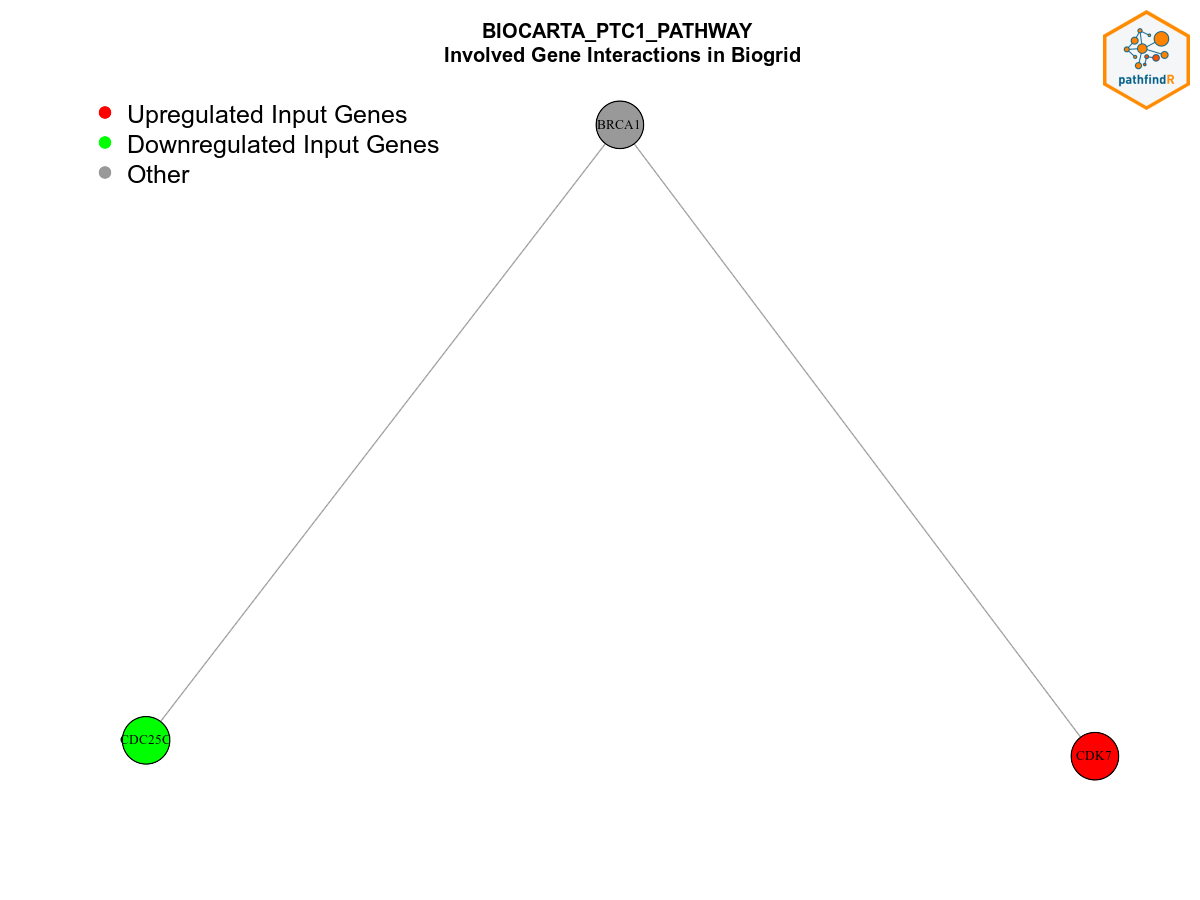 BIOCARTA_PTC1_PATHWAY
Involved Gene Interactions in Biogrid
pathfindR
Upregulated Input Genes
Downregulated Input Genes
Other
BRCA1
CDC25C
CDK7